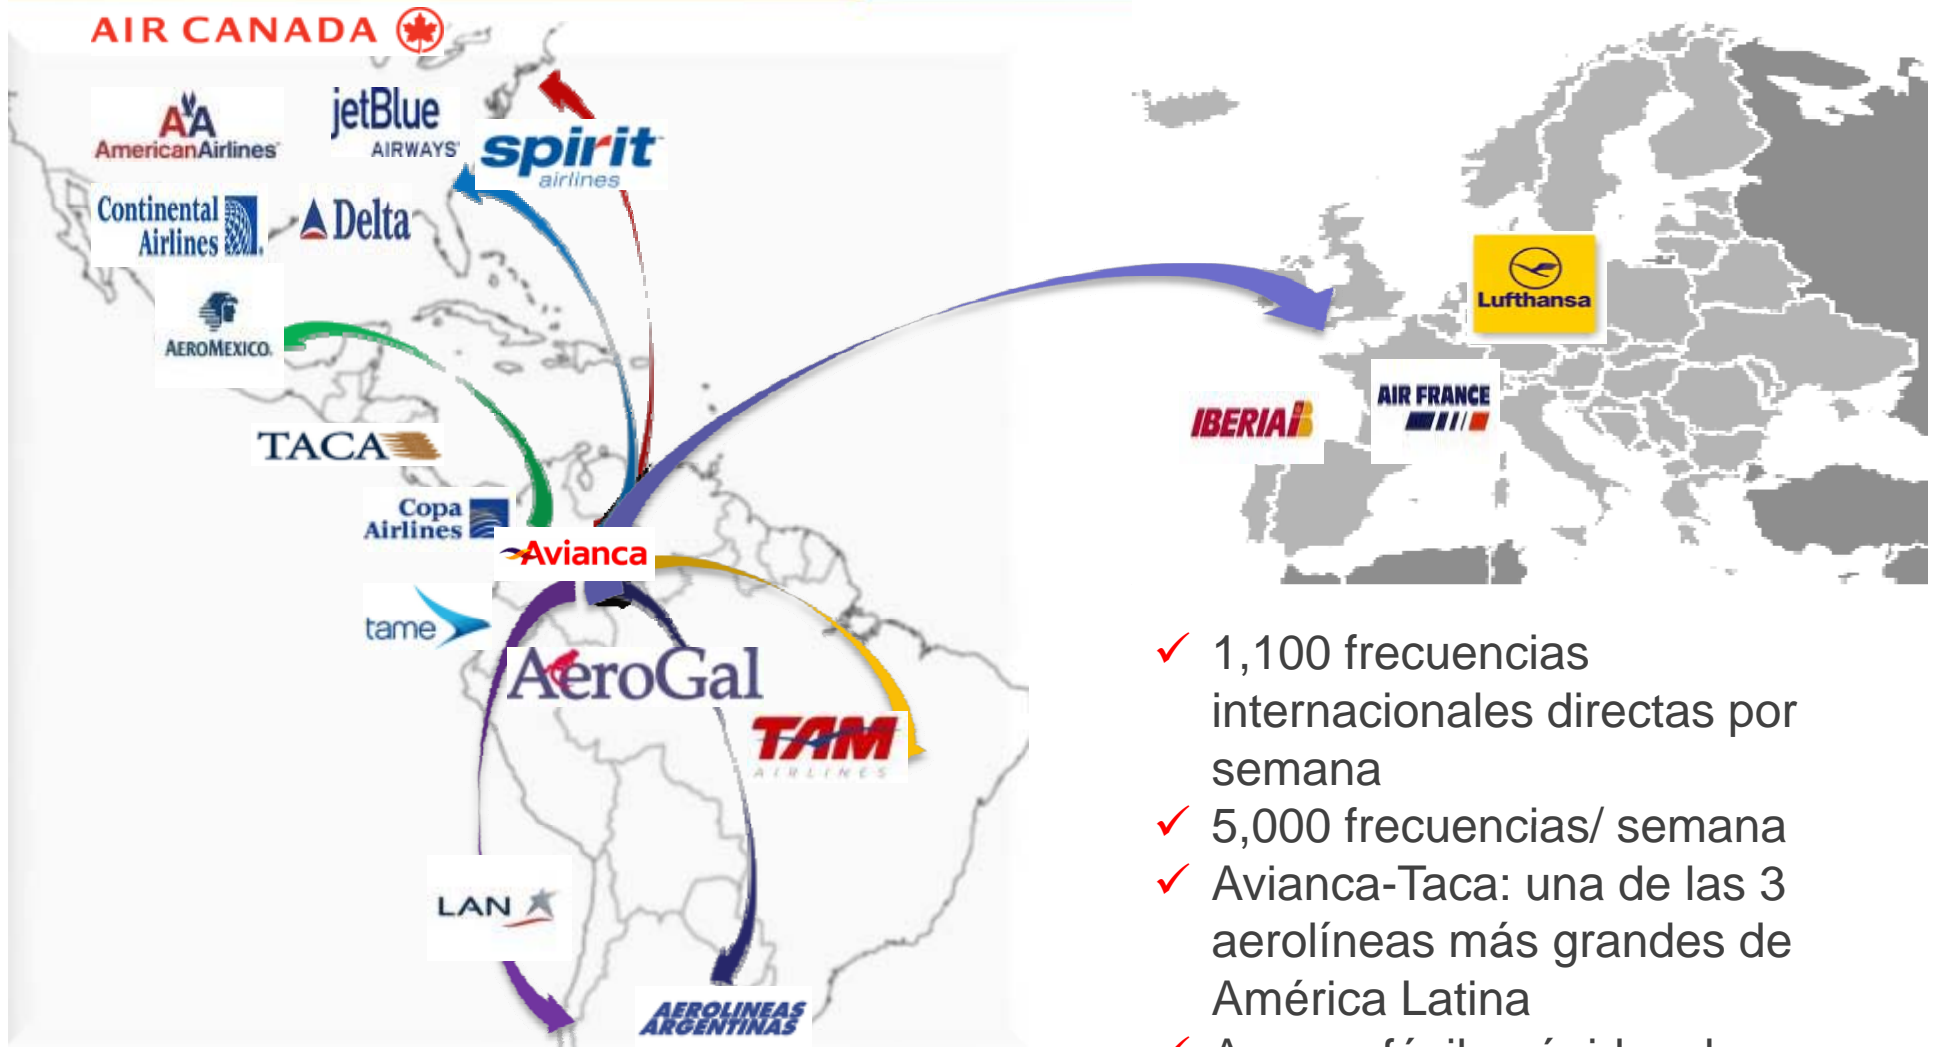 AIR CANADA
AA
AmericanAirlines
jetBlue
AIRWAYS
spirit
airlines
Continental
Airlines
Delta
AEROMEXICO.
TACA
Copa
Airlines
Avianca
tame
AeroGal
TAM
AIRLINES
LAN
AEROLINEAS
ARGENTINAS
Lufthansa
IBERIA
AIR FRANCE
1,100 frecuencias
internacionales directas por
semana
5,000 frecuencias/ semana
Avianca-Taca: una de las 3
aerolíneas más grandes de
América Latina